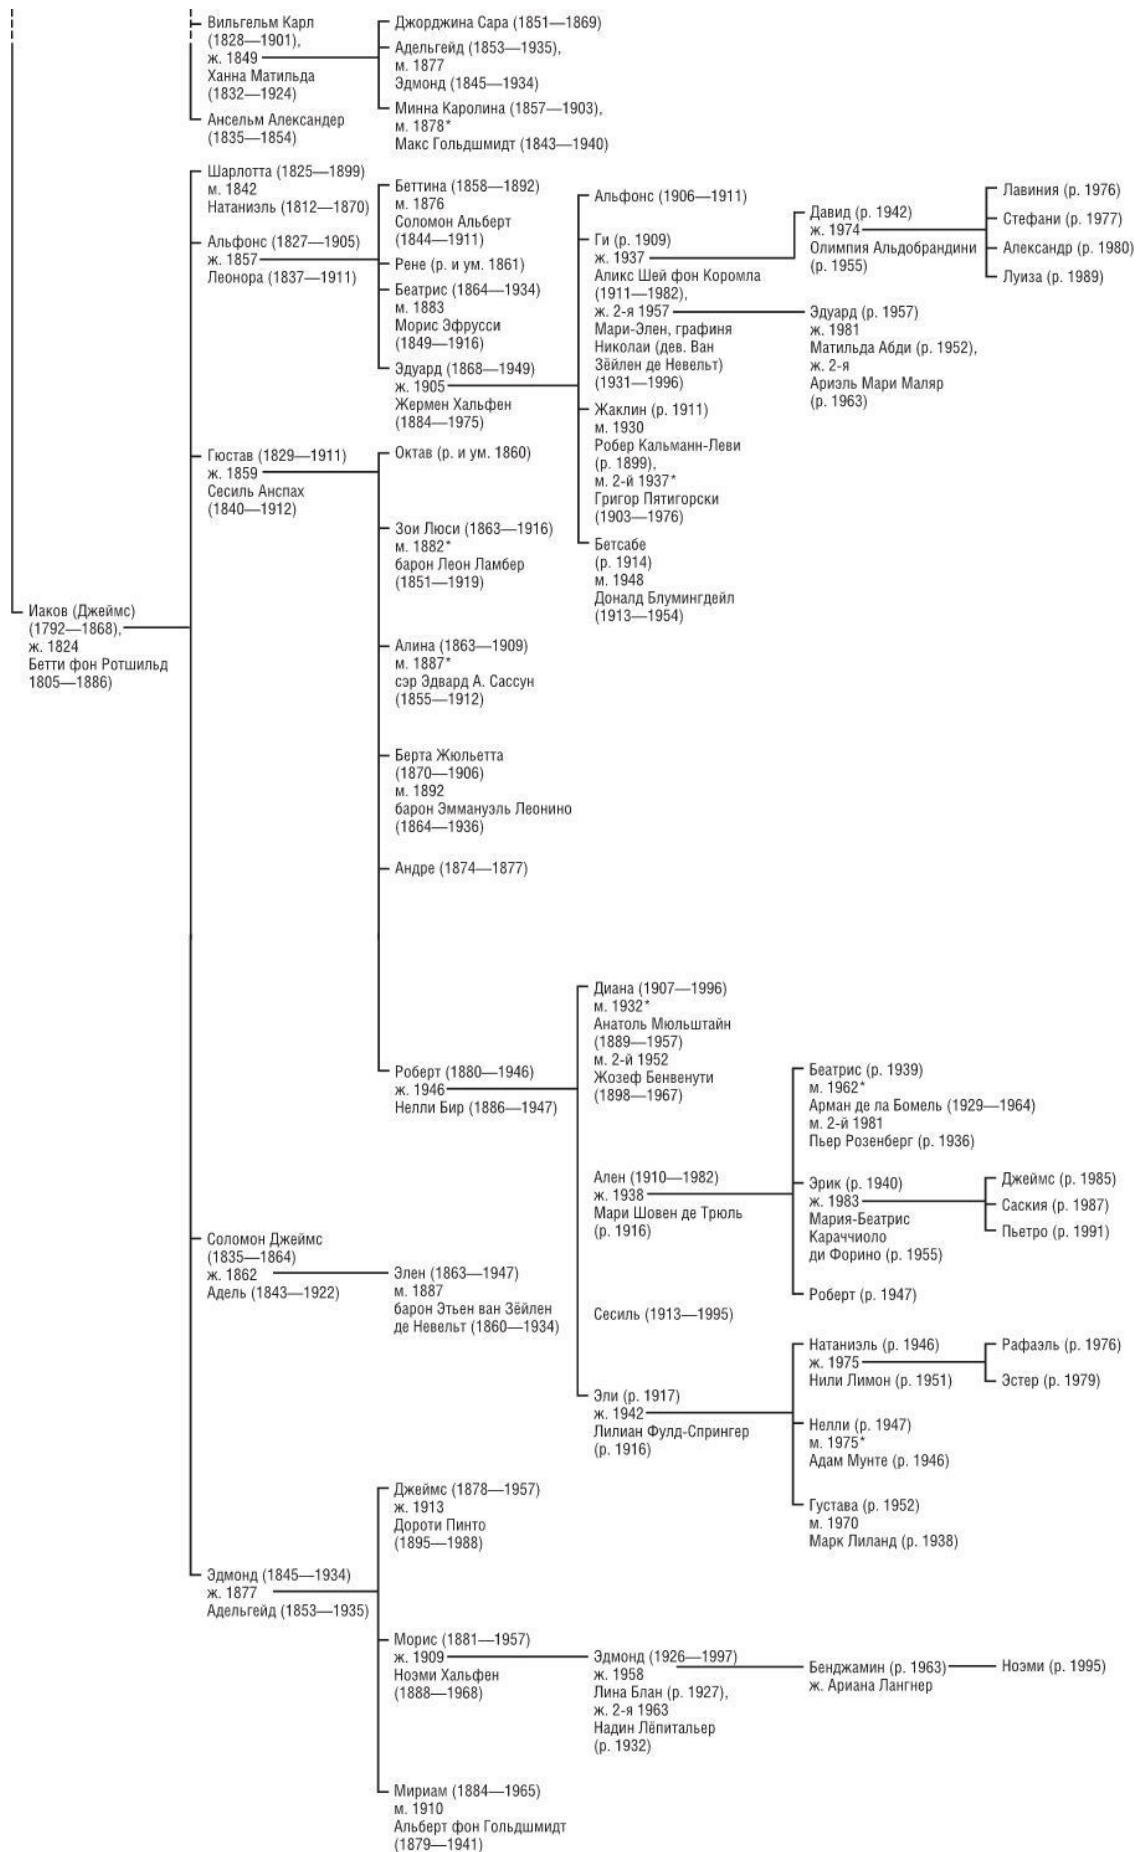 Вильгельм Карл
(1828—1901),
ж. 1849
Ханна Матильда
(1832—1924)
Ансельм Александер
(1835—1854)
Джорджина Сара (1851—1869)
Адельгейд (1853—1935),
м. 1877
Эдмонд (1845—1934)
Минна Каролина (1857—1903),
м. 1878*
Макс Гольдшмидт (1843—1940)
Иаков (Джеймс)
(1792—1868),
ж. 1824
Бетти фон Ротшильд
1805—1886)
Шарлотта (1825—1899)
м. 1842
Натаниэль (1812—1870)
Альфонс (1827—1905)
ж. 1857
Леонора (1837—1911)
Беттина (1858—1892)
м. 1876
Соломон Альберт
(1844—1911)
Рене (р. и ум. 1861)
Беатрис (1864—1934)
м. 1883
Морис Эфрусси
(1849—1916)
Эдуард (1868—1949)
ж. 1905
Жермен Хальфен
(1884—1975)
Альфонс (1906—1911)
Ги (р. 1909)
ж. 1937
Аликс Шей фон Коромла
(1911—1982),
ж. 2-я 1957
Мари-Элен, графиня
Николаи (дев. Ван
Зёйлен де Невельт)
(1931—1996)
Жаклин (р. 1911)
м. 1930
Робер Кальманн-Леви
(р. 1899),
м. 2-й 1937*
Григор Пятигорски
(1903—1976)
Бетсабе
(р. 1914)
м. 1948
Доналд Блумингдейл
(1913—1954)
Давид (р. 1942)
ж. 1974
Олимпия Альдобрандини
(р. 1955)
Эдуард (р. 1957)
ж. 1981
Матильда Абди (р. 1952),
ж. 2-я
Ариэль Мари Маляр
(р. 1963)
Лавиния (р. 1976)
Стефани (р. 1977)
Александр (р. 1980)
Луиза (р. 1989)
Гюстав (1829—1911)
ж. 1859
Сесиль Анспах
(1840—1912)
Октав (р. и ум. 1860)
Зои Люси (1863—1916)
м. 1882*
барон Леон Ламбер
(1851—1919)
Алина (1863—1909)
м. 1887*
сэр Эдвард А. Сассун
(1855—1912)
Берта Жюльетта
(1870—1906)
м. 1892
барон Эммануэль Леонино
(1864—1936)
Андре (1874—1877)
Роберт (1880—1946)
ж. 1946
Нелли Бир (1886—1947)
Диана (1907—1996)
м. 1932*
Анатоль Мюльштайн
(1889—1957)
м. 2-й 1952
Жозеф Бенвенути
(1898—1967)
Ален (1910—1982)
ж. 1938
Мари Шовен де Трюль
(р. 1916)
Сесиль (1913—1995)
Эли (р. 1917)
ж. 1942
Лилиан Фулд-Спрингер
(р. 1916)
Беатрис (р. 1939)
м. 1962*
Арман де ла Бомель (1929—1964)
м. 2-й 1981
Пьер Розенберг (р. 1936)
Эрик (р. 1940)
ж. 1983
Мария-Беатрис
Караччиоло
ди Форино (р. 1955)
Роберт (р. 1947)
Джеймс (р. 1985)
Саския (р. 1987)
Пьетро (р. 1991)
Натаниэль (р. 1946)
ж. 1975
Нили Лимон (р. 1951)
Нелли (р. 1947)
м. 1975*
Адам Мунте (р. 1946)
Густава (р. 1952)
м. 1970
Марк Лиланд (р. 1938)
Рафаэль (р. 1976)
Эстер (р. 1979)
Соломон Джеймс
(1835—1864)
ж. 1862
Адель (1843—1922)
Элен (1863—1947)
м. 1887
барон Этьен ван Зёйлен
де Невельт (1860—1934)
Эдмонд (1845—1934)
ж. 1877
Адельгейд (1853—1935)
Джеймс (1878—1957)
ж. 1913
Дороти Пинто
(1895—1988)
Морис (1881—1957)
ж. 1909
Ноэми Хальфен
(1888—1968)
Мириам (1884—1965)
м. 1910
Альберт фон Гольдшмидт
(1879—1941)
Эдмонд (1926—1997)
ж. 1958
Лина Блан (р. 1927),
ж. 2-я 1963
Надин Лёпитальер
(р. 1932)
Бенджамин (р. 1963)
ж. Ариана Лангнер
Ноэми (р. 1995)